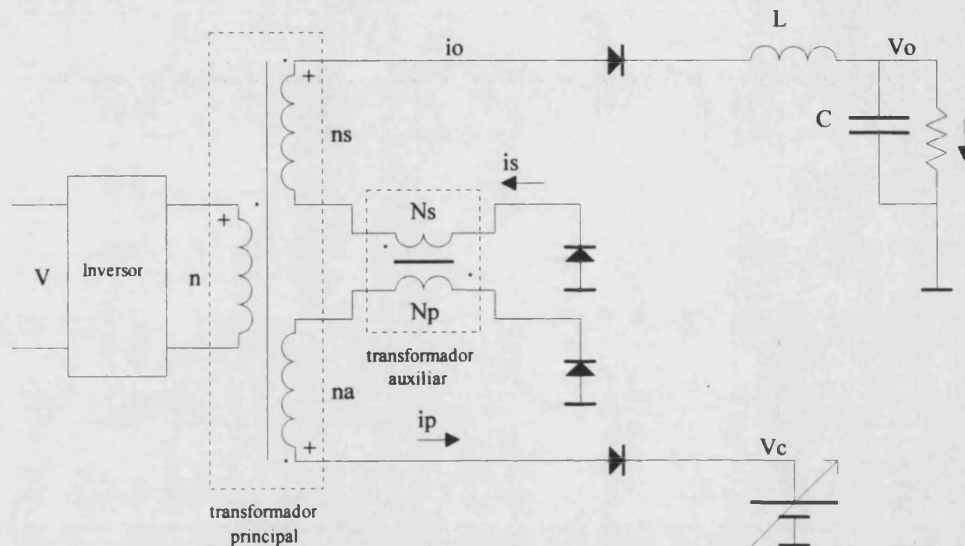 L
io
Vo
+
ns
C
is
Ns
+
V
Inversor
n
Np
transformador
auxiliar
na
ip
+
Vc
transformador
principal